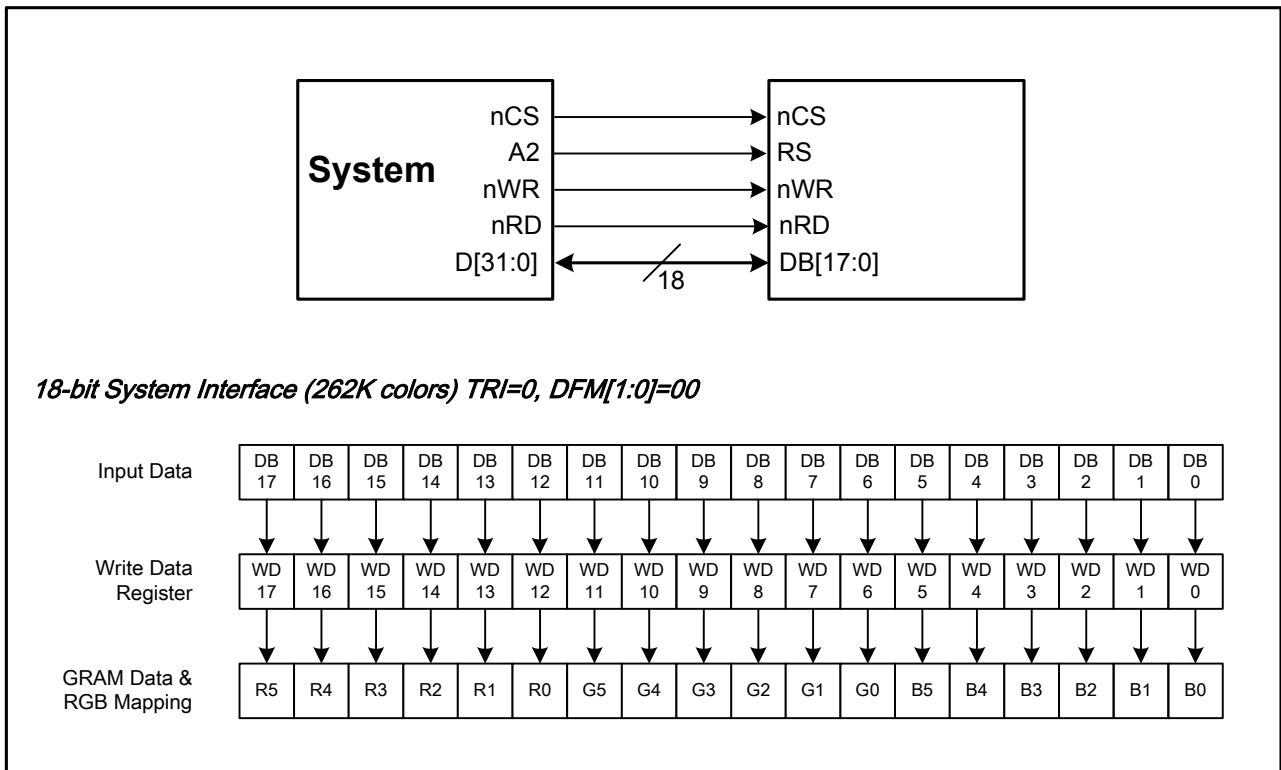 nCS nCS
A2 RS
System
nWR nWR
nRD nRD
D[31:0] DB[17:0]
18
18-bit System Interface (262K colors) TRI=0, DFM[1:0]=00
Input Data
DB 17 DB 16 DB 15 DB 14 DB 13 DB 12 DB 11 DB 10 DB 9 DB 8 DB 7 DB 6 DB 5 DB 4 DB 3 DB 2 DB 1 DB 0
Write Data
Register
WD 17 WD 16 WD 15 WD 14 WD 13 WD 12 WD 11 WD 10 WD 9 WD 8 WD 7 WD 6 WD 5 WD 4 WD 3 WD 2 WD 1 WD 0
GRAM Data &
RGB Mapping
R5 R4 R3 R2 R1 R0 G5 G4 G3 G2 G1 G0 B5 B4 B3 B2 B1 B0